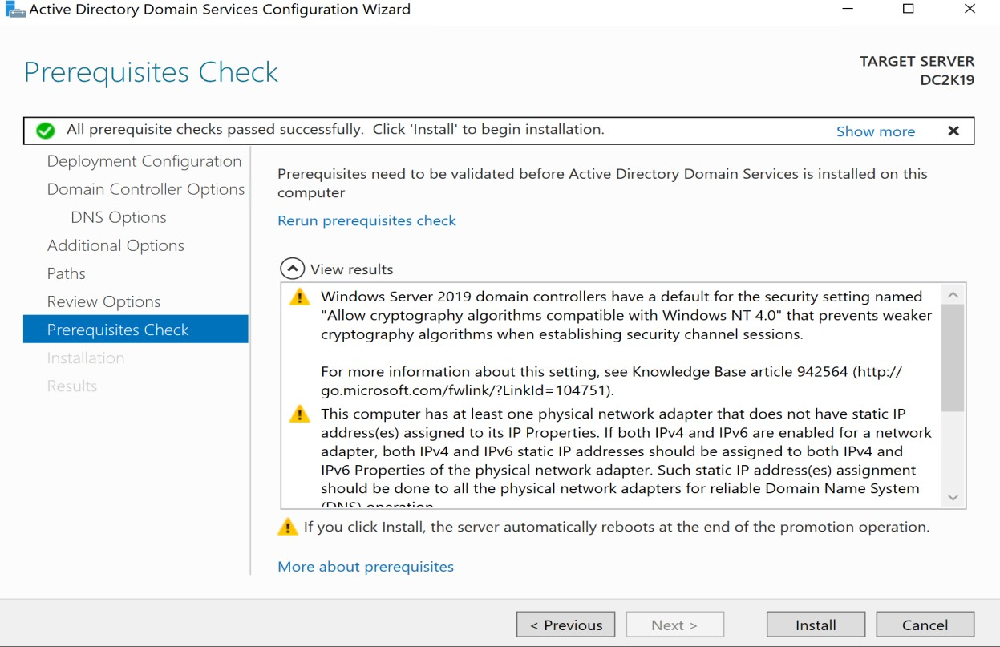 Active Directory Domain Services Configuration Wizard
Prerequisites Check
TARGET SERVER
DC2K19
All prerequisite checks passed successfully.  Click 'Install' to begin installation.
Show more
Deployment Configuration
Domain Controller Options
DNS Options
Additional Options
Paths
Review Options
Prerequisites Check
Installation
Results
Prerequisites need to be validated before Active Directory Domain Services is installed on this
computer
Rerun prerequisites check
View results
Windows Server 2019 domain controllers have a default for the security setting named
"Allow cryptography algorithms compatible with Windows NT 4.0" that prevents weaker
cryptography algorithms when establishing security channel sessions.
For more information about this setting, see Knowledge Base article 942564 (http://
go.microsoft.com/fwlink/?LinkId=104751).
This computer has at least one physical network adapter that does not have static IP
address(es) assigned to its IP Properties. If both IPv4 and IPv6 are enabled for a network
adapter, both IPv4 and IPv6 static IP addresses should be assigned to both IPv4 and
IPv6 Properties of the physical network adapter. Such static IP address(es) assignment
should be done to all the physical network adapters for reliable Domain Name System
(DNS) operation.
If you click Install, the server automatically reboots at the end of the promotion operation.
More about prerequisites
< Previous
Next >
Install
Cancel